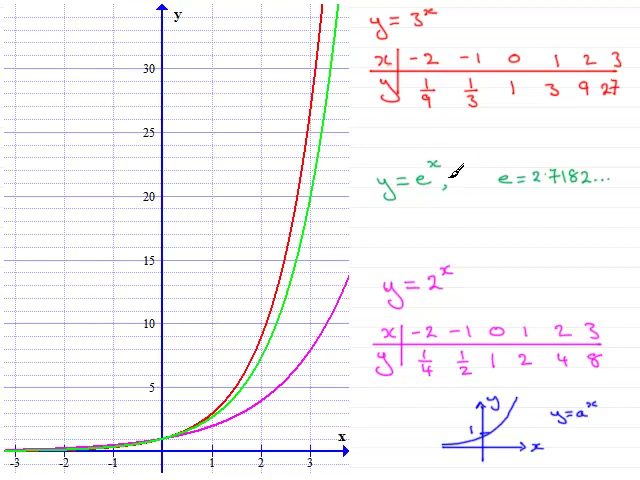 y
30
25
20
15
10
5
x
-3 -2 -1 0 1 2 3
y = 3^x
x -2 -1 0 1 2 3
y 1/9 1/3 1 3 9 27
y = e^x, e = 2.7182...
y = 2^x
x -2 -1 0 1 2 3
y 1/4 1/2 1 2 4 8
y
1
x
y = a^x